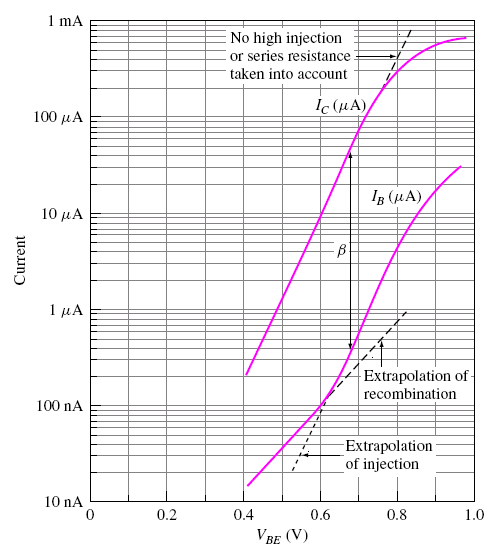 1 mA
No high injection
or series resistance
taken into account
I_C (μA)
100 μA
I_B (μA)
10 μA
Current
β
1 μA
Extrapolation of
recombination
100 nA
Extrapolation
of injection
10 nA
0 0.2 0.4 0.6 0.8 1.0
V_BE (V)